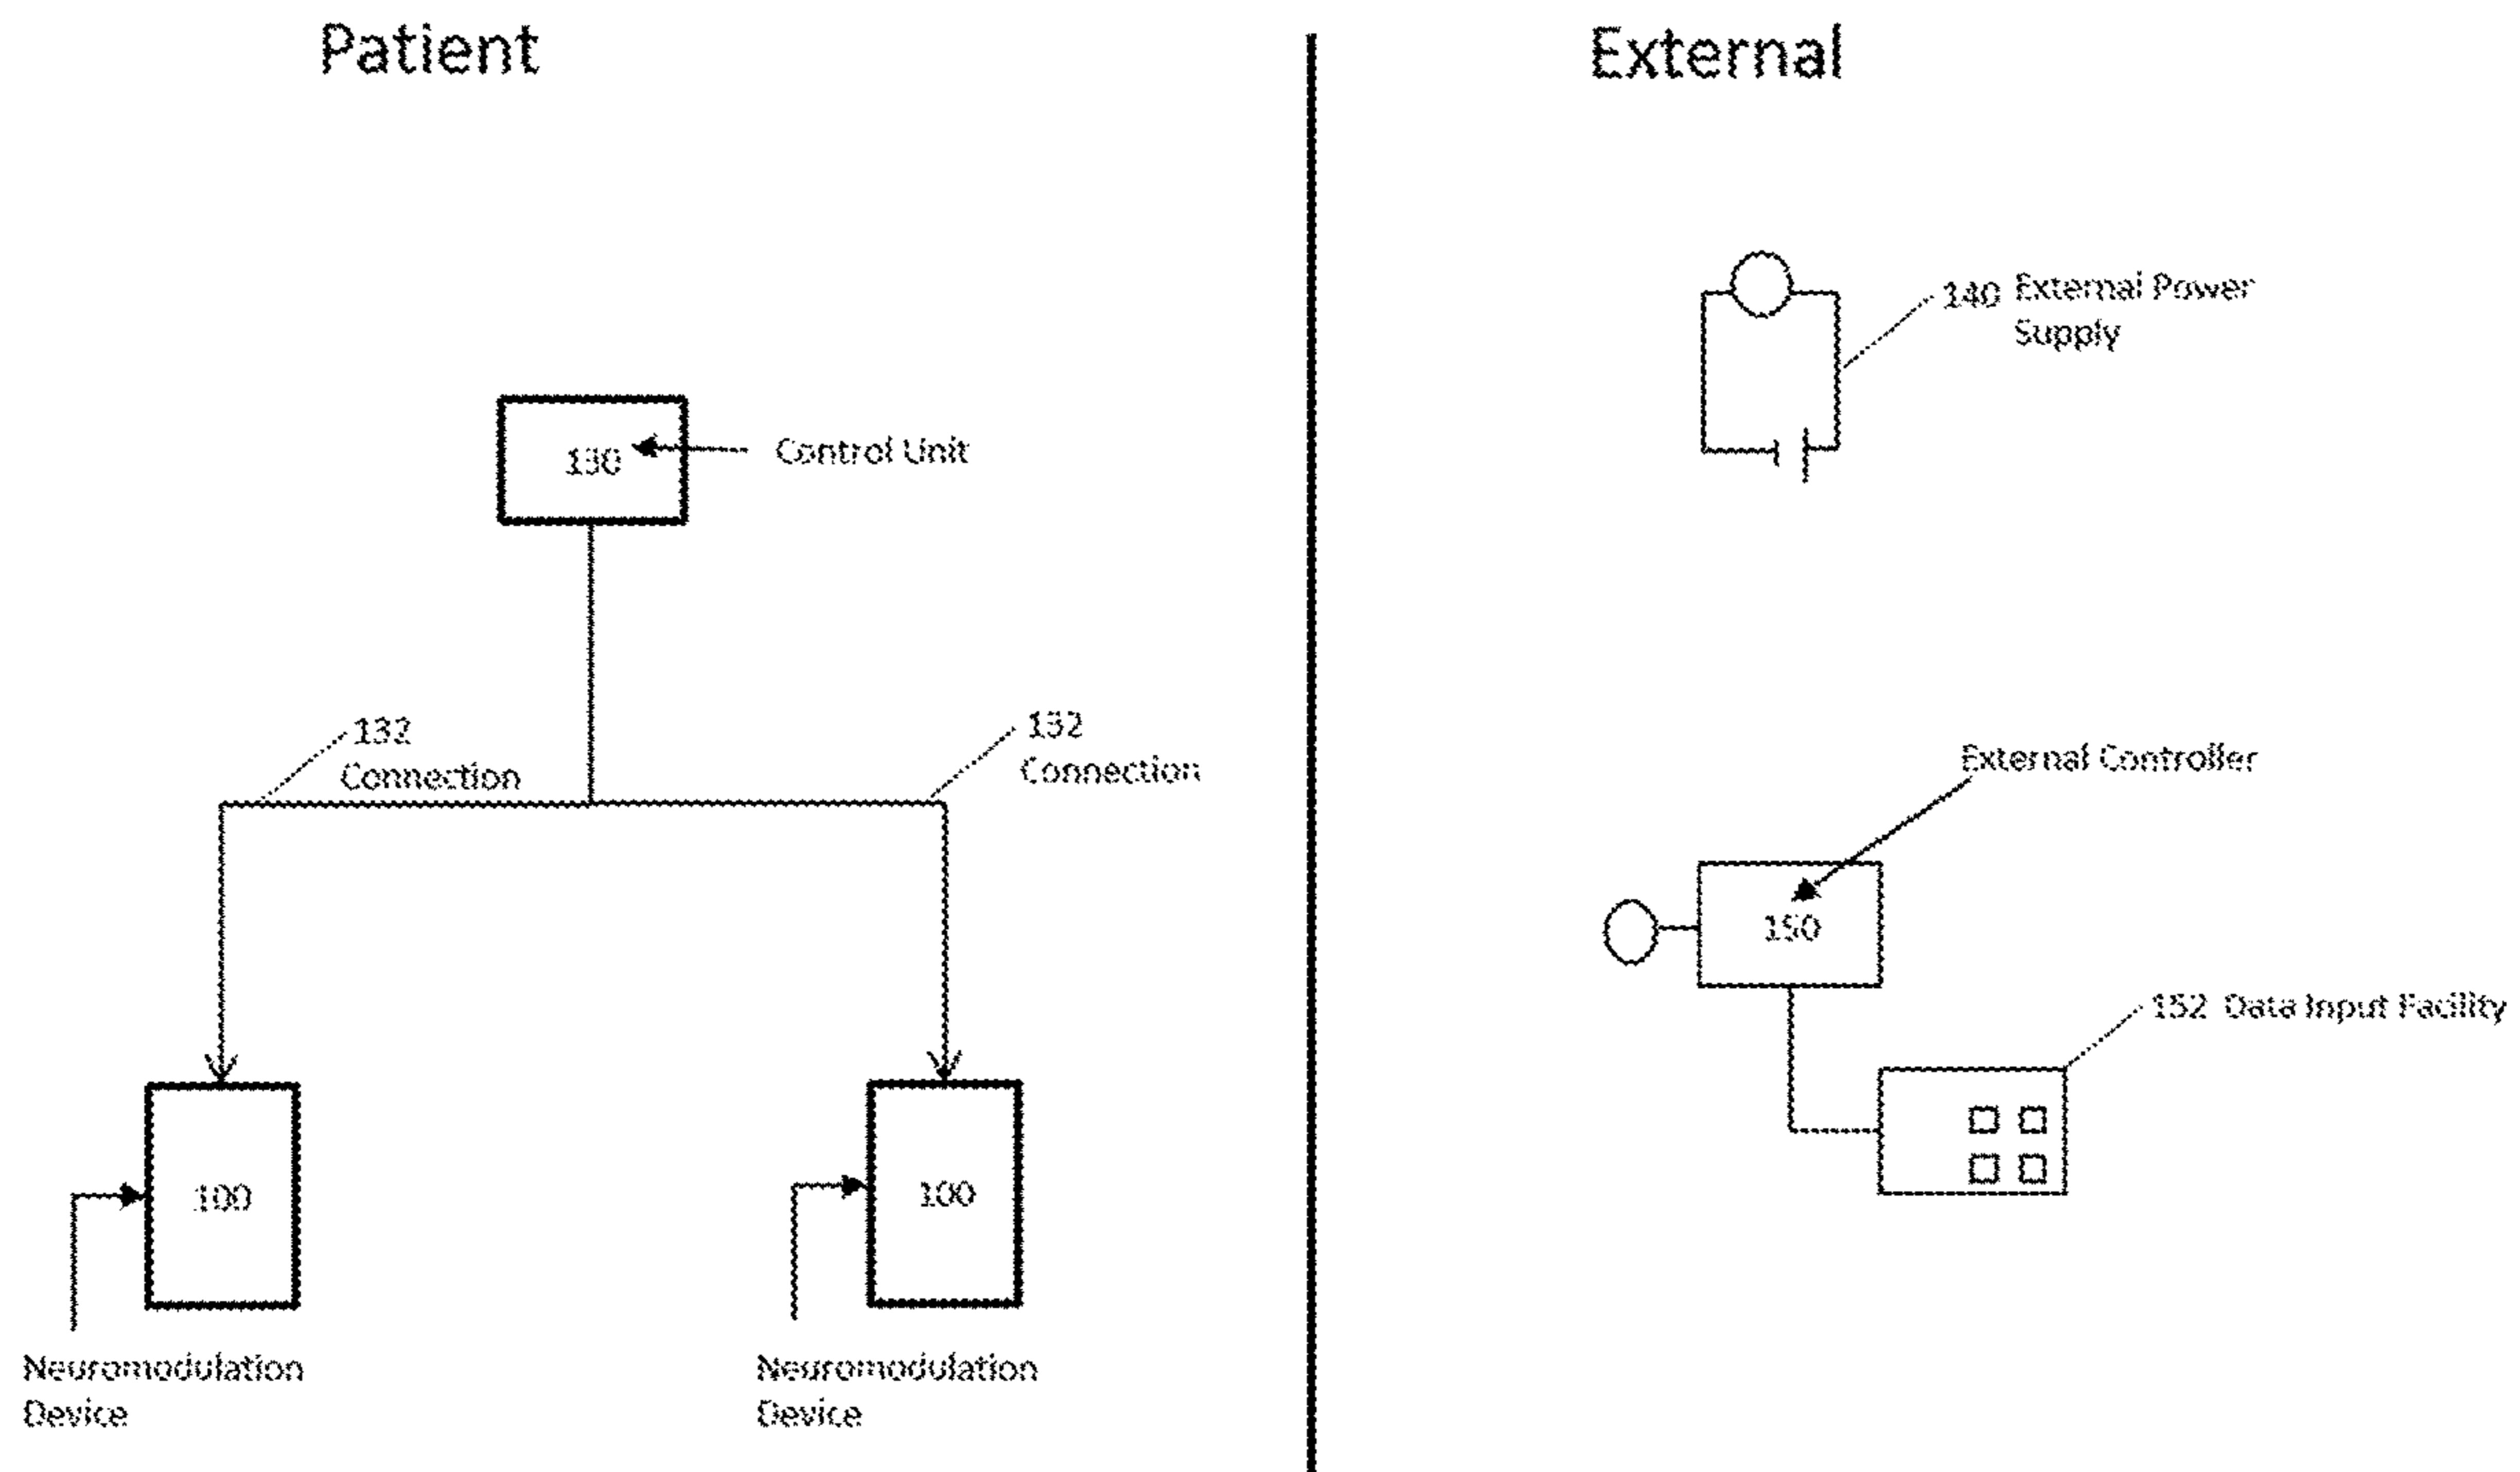 Patient
External
140 External Power
Supply
130
Control Unit
132
Connection
132
Connection
External Controller
150
152 Data Input Facility
100
100
Neuromodulation
Device
Neuromodulation
Device